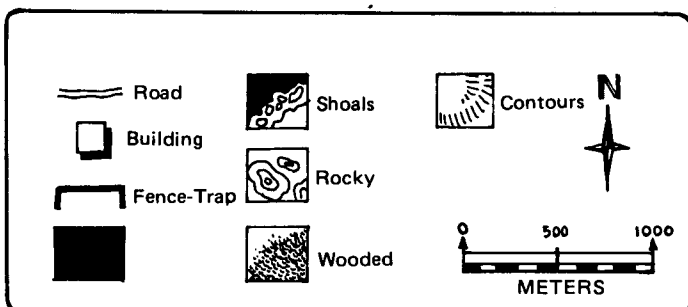 Road
Building
Fence-Trap
Shoals
Rocky
Wooded
Contours
N
0 500 1000
METERS